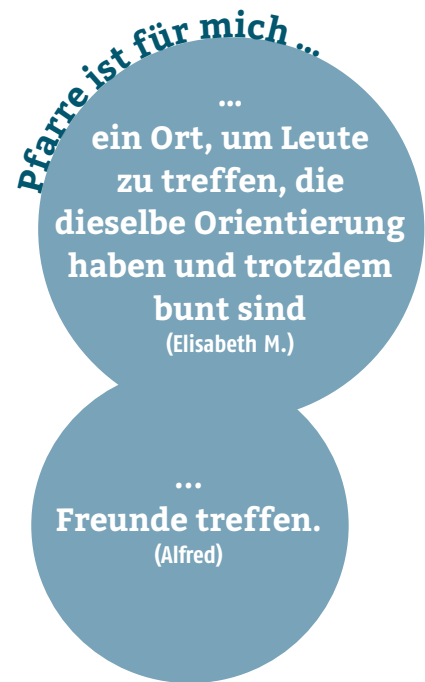 Pfarre ist für mich ...
...
ein Ort, um Leute
zu treffen, die
dieselbe Orientierung
haben und trotzdem
bunt sind
(Elisabeth M.)
...
Freunde treffen.
(Alfred)